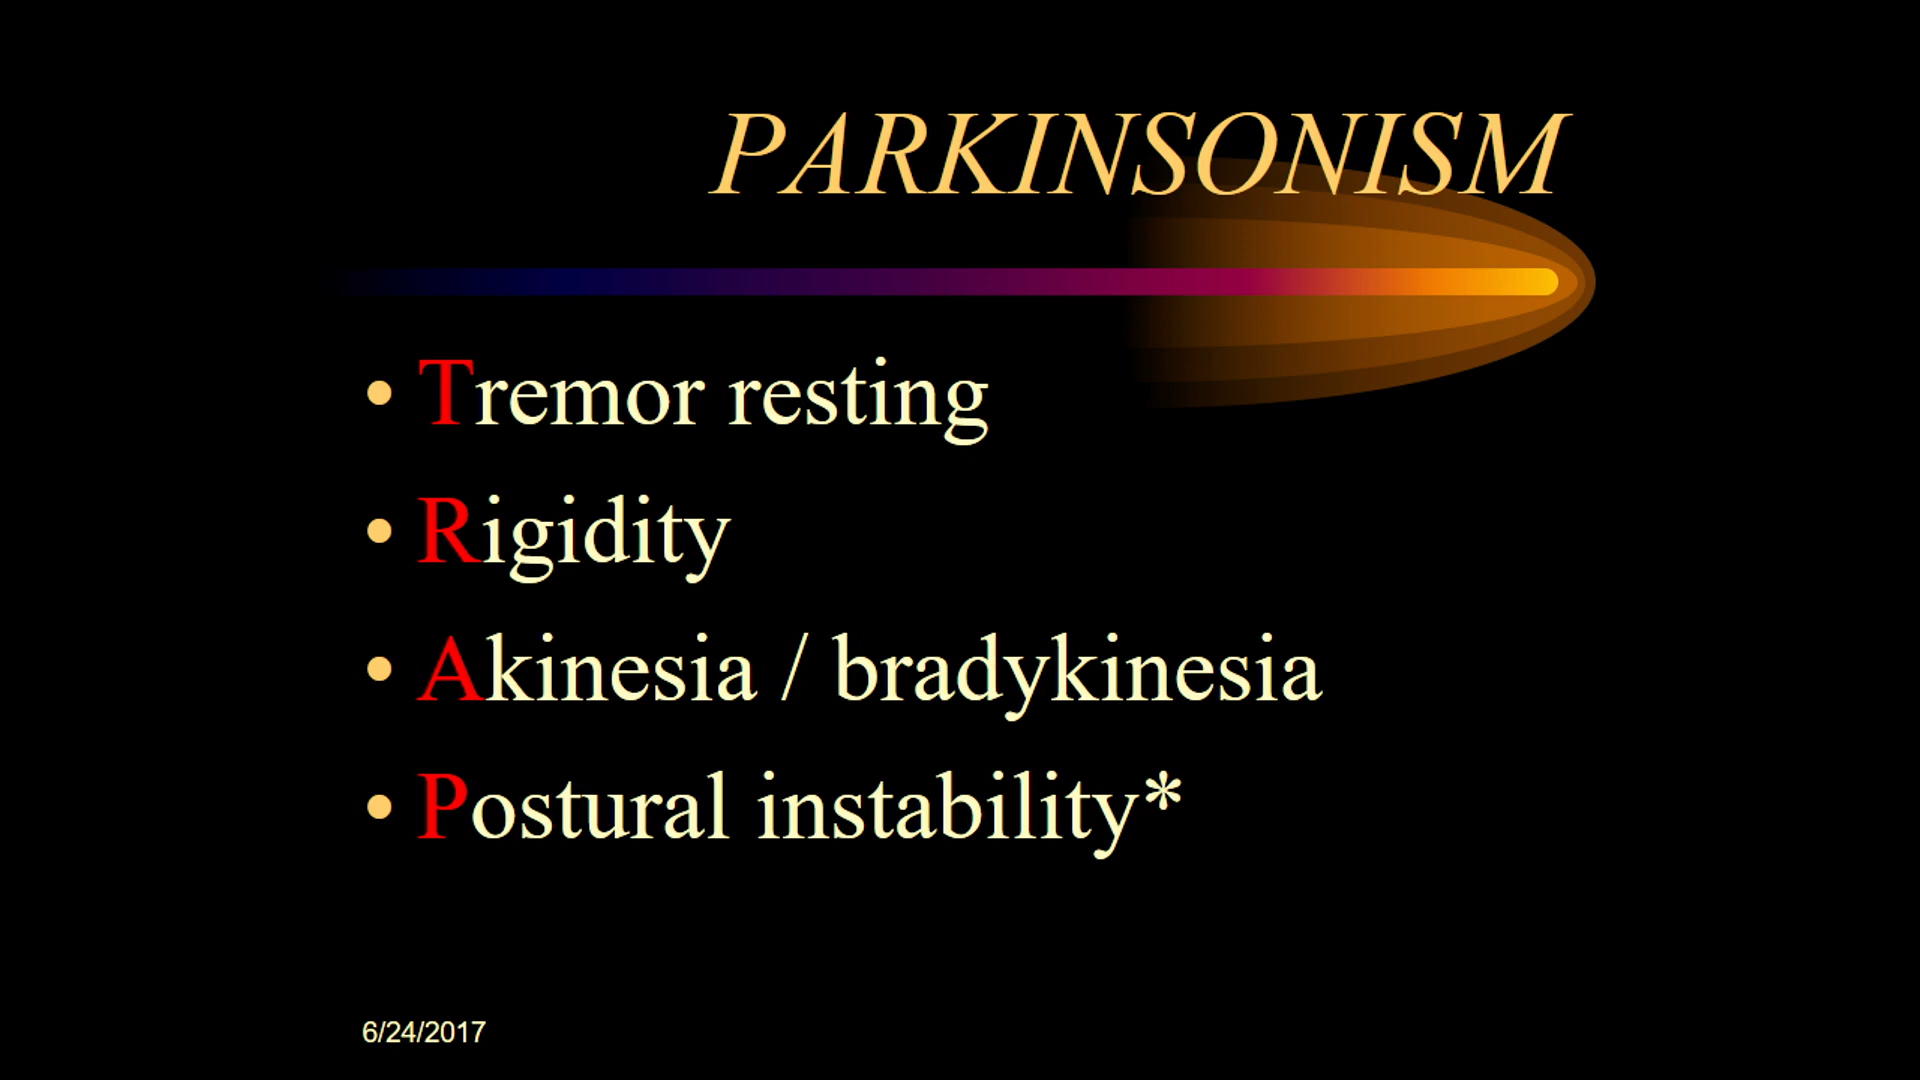 PARKINSONISM
• Tremor resting
• Rigidity
• Akinesia / bradykinesia
• Postural instability*
6/24/2017